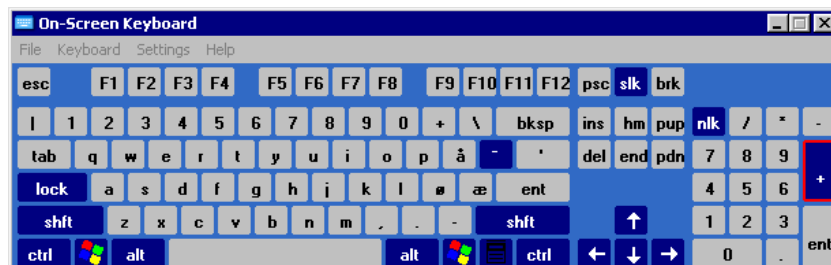 On-Screen Keyboard
File Keyboard Settings Help
esc F1 F2 F3 F4 F5 F6 F7 F8 F9 F10 F11 F12 psc slk brk
| 1 2 3 4 5 6 7 8 9 0 + \ bksp ins hm pup nlk / * -
tab q w e r t y u i o p å ¨ ' del end pdn 7 8 9 +
lock a s d f g h j k l ø æ ent 4 5 6
shft z x c v b n m , . - shft ↑ 1 2 3
ctrl alt alt ctrl ← ↓ → 0 . ent